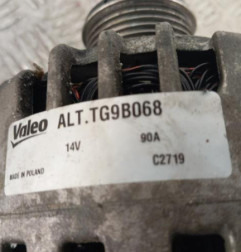 Valeo ALT.TG9B068
14V 90A
C2719
MADE IN POLAND